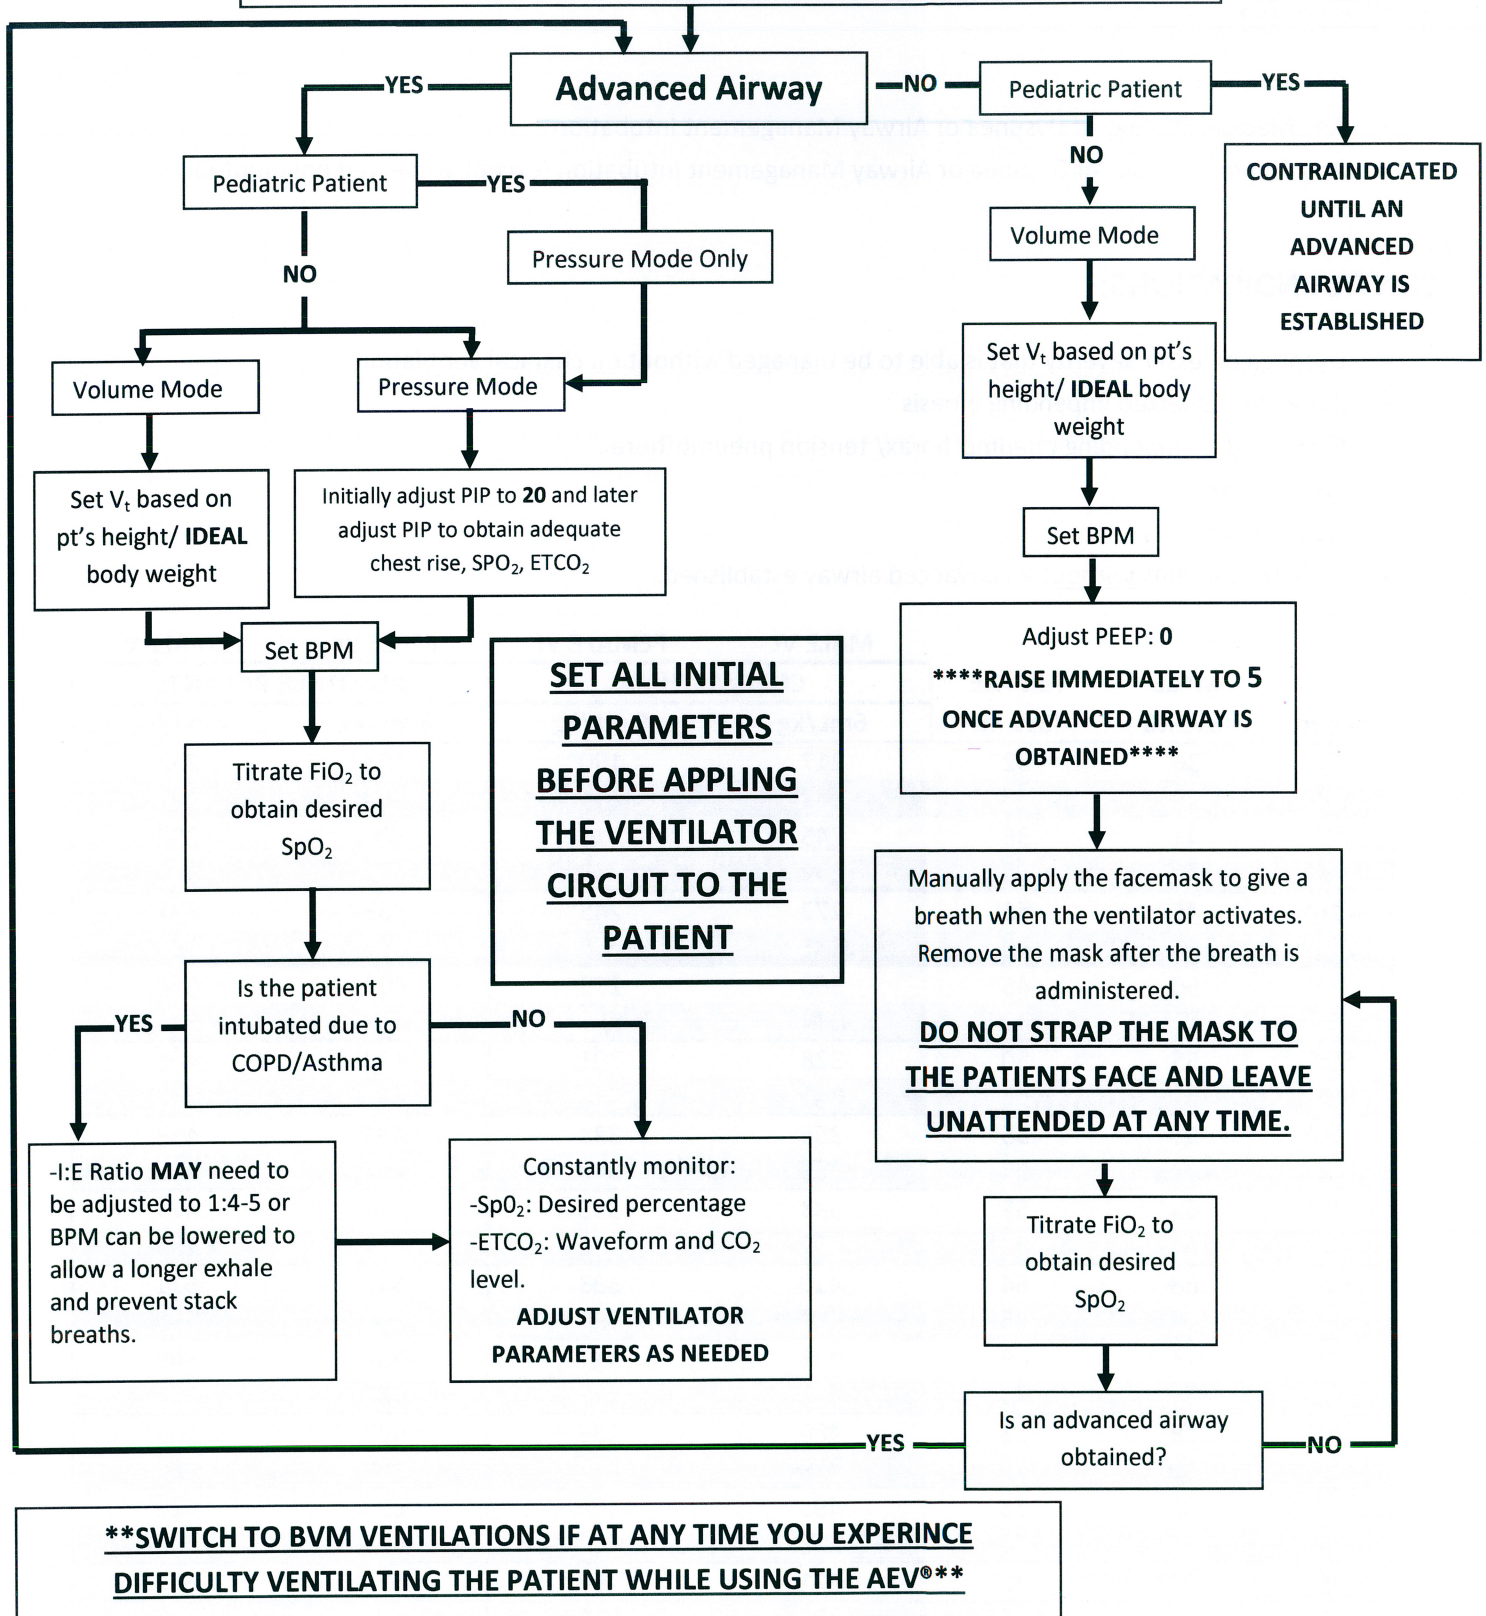 Advanced Airway
YES
NO
Pediatric Patient
YES
CONTRAINDICATED
UNTIL AN
ADVANCED
AIRWAY IS
ESTABLISHED
NO
Volume Mode
Set Vt based on pt's
height/ IDEAL body
weight
Set BPM
Adjust PEEP: 0
****RAISE IMMEDIATELY TO 5
ONCE ADVANCED AIRWAY IS
OBTAINED****
Manually apply the facemask to give a
breath when the ventilator activates.
Remove the mask after the breath is
administered.
DO NOT STRAP THE MASK TO
THE PATIENTS FACE AND LEAVE
UNATTENDED AT ANY TIME.
Titrate FiO2 to
obtain desired
SpO2
Is an advanced airway
obtained?
YES
NO
Pediatric Patient
YES
Pressure Mode Only
NO
Volume Mode
Pressure Mode
Set Vt based on
pt's height/ IDEAL
body weight
Initially adjust PIP to 20 and later
adjust PIP to obtain adequate
chest rise, SPO2, ETCO2
Set BPM
Titrate FiO2 to
obtain desired
SpO2
Is the patient
intubated due to
COPD/Asthma
YES
NO
-I:E Ratio MAY need to
be adjusted to 1:4-5 or
BPM can be lowered to
allow a longer exhale
and prevent stack
breaths.
Constantly monitor:
-Sp02: Desired percentage
-ETCO2: Waveform and CO2
level.
ADJUST VENTILATOR
PARAMETERS AS NEEDED
SET ALL INITIAL
PARAMETERS
BEFORE APPLING
THE VENTILATOR
CIRCUIT TO THE
PATIENT
**SWITCH TO BVM VENTILATIONS IF AT ANY TIME YOU EXPERINCE
DIFFICULTY VENTILATING THE PATIENT WHILE USING THE AEV®**